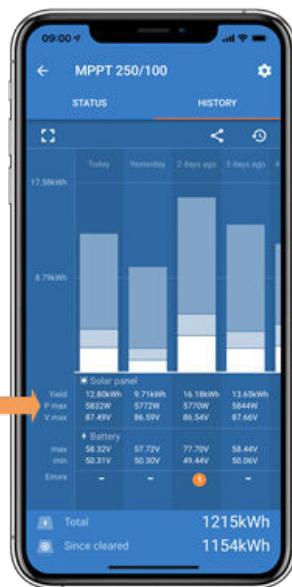 09:00
MPPT 250/100
STATUS HISTORY
Today Yesterday 2 days ago 3 days ago 4
17.58kWh
8.79kWh
Solar panel
Yield 12.80kWh 9.71kWh 16.18kWh 13.65kWh
P max 5832W 5772W 5770W 5844W
V max 87.49V 86.59V 86.54V 87.66V
Battery
max 58.32V 57.72V 77.70V 58.44V
min 50.31V 50.30V 49.44V 50.06V
Errors – – 1 –
Total 1215kWh
Since cleared 1154kWh